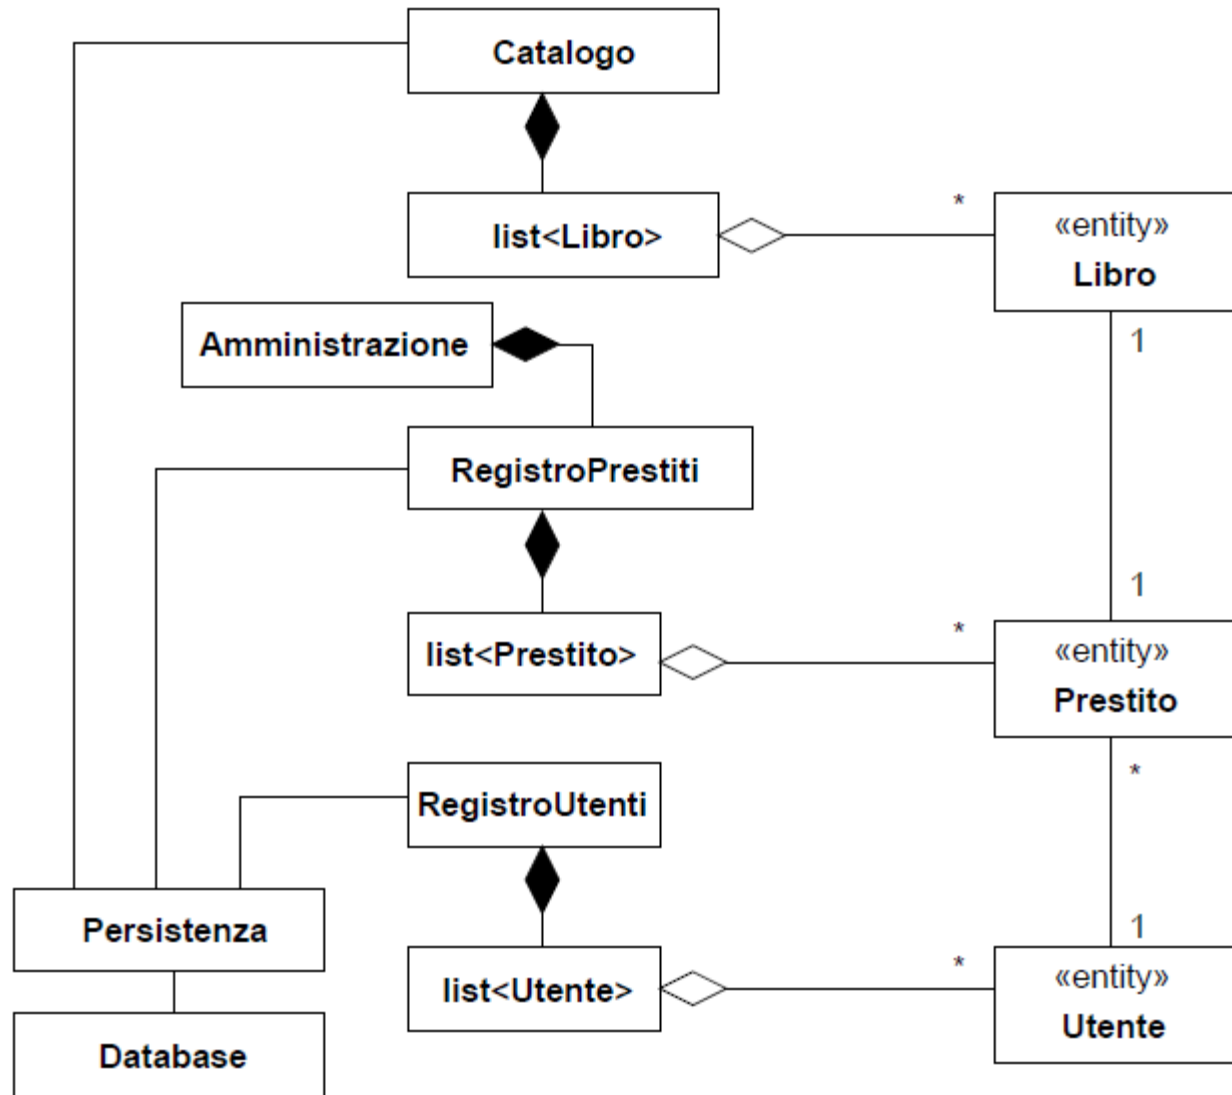 Catalogo
list<Libro>
*
«entity»
Libro
1
Amministrazione
RegistroPrestiti
1
list<Prestito>
*
«entity»
Prestito
*
RegistroUtenti
1
Persistenza
list<Utente>
*
«entity»
Utente
Database